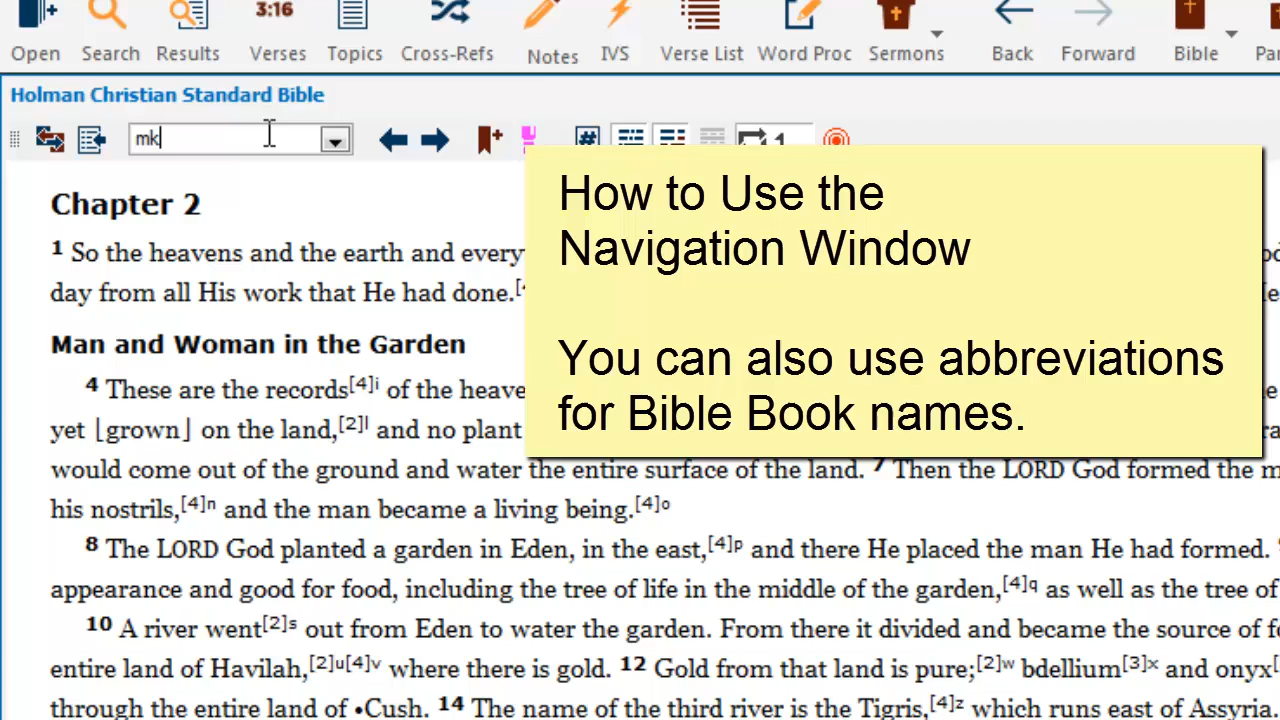 3:16
Open Search Results Verses Topics Cross-Refs Notes IVS Verse List Word Proc Sermons Back Forward Bible
Holman Christian Standard Bible
mk # 1
How to Use the
Navigation Window
You can also use abbreviations
for Bible Book names.
Chapter 2
1 So the heavens and the earth and every
day from all His work that He had done.
Man and Woman in the Garden
4 These are the records[4]i of the
yet ⌊grown⌋ on the land,[2]l and no plant
would come out of the ground and water the entire surface of the land. 7 Then the LORD God formed the
his nostrils,[4]n and the man became a living being.[4]o
8 The LORD God planted a garden in Eden, in the east,[4]p and there He placed the man He had formed.
appearance and good for food, including the tree of life in the middle of the garden,[4]q as well as the tree of
10 A river went[2]s out from Eden to water the garden. From there it divided and became the source of
entire land of Havilah,[2]u[4]v where there is gold. 12 Gold from that land is pure;[2]w bdellium[3]x and onyx
through the entire land of •Cush. 14 The name of the third river is the Tigris,[4]z which runs east of Assyria.